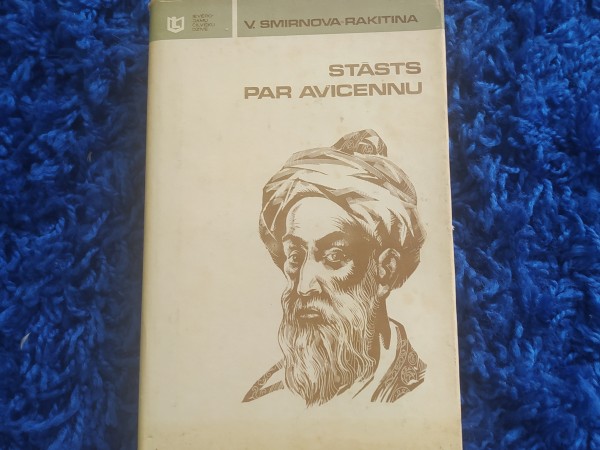 V. SMIRNOVA-RAKITINA
STĀSTS
PAR AVICENNU